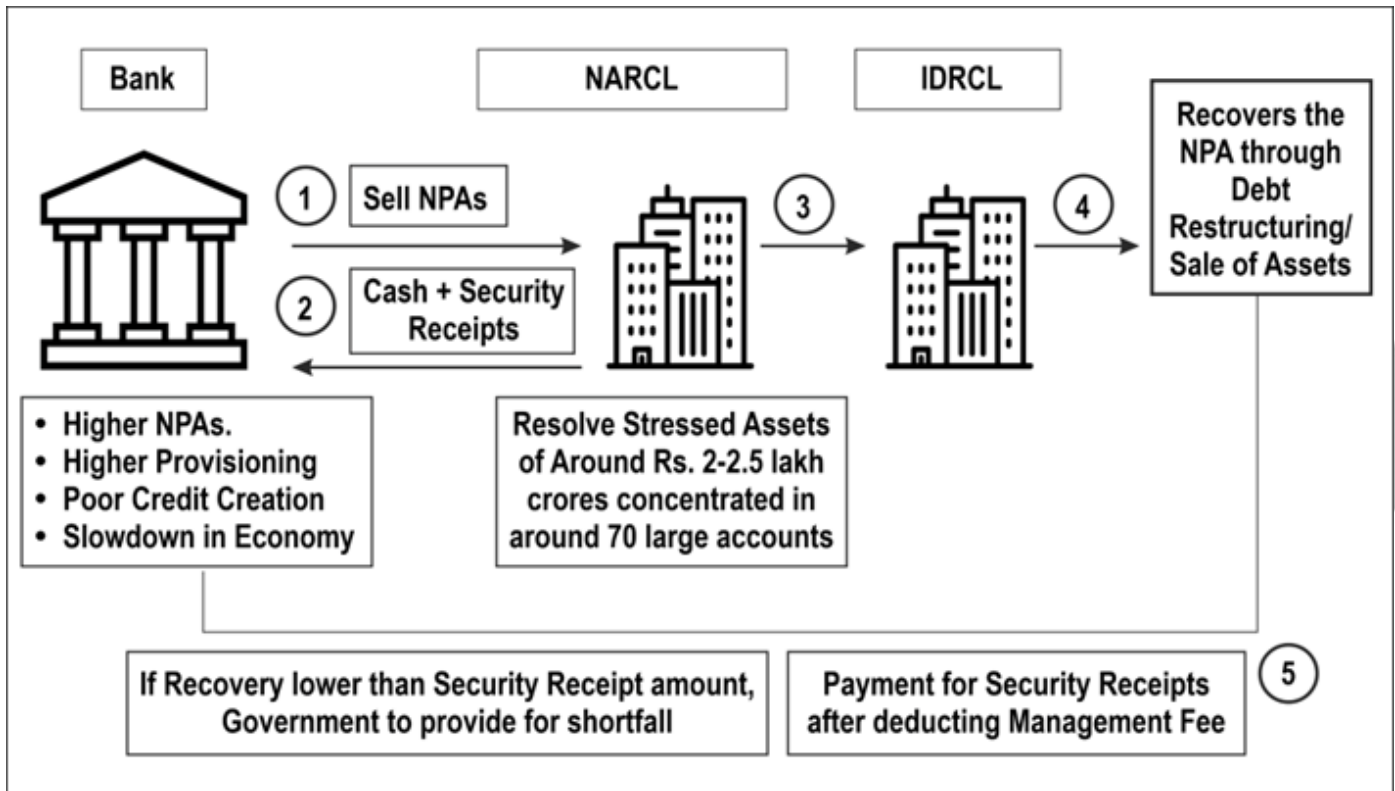 Bank
NARCL
IDRCL
1
Sell NPAs
2
Cash + Security
Receipts
3
4
Recovers the
NPA through
Debt
Restructuring/
Sale of Assets
• Higher NPAs.
• Higher Provisioning
• Poor Credit Creation
• Slowdown in Economy
Resolve Stressed Assets
of Around Rs. 2-2.5 lakh
crores concentrated in
around 70 large accounts
If Recovery lower than Security Receipt amount,
Government to provide for shortfall
Payment for Security Receipts
after deducting Management Fee
5